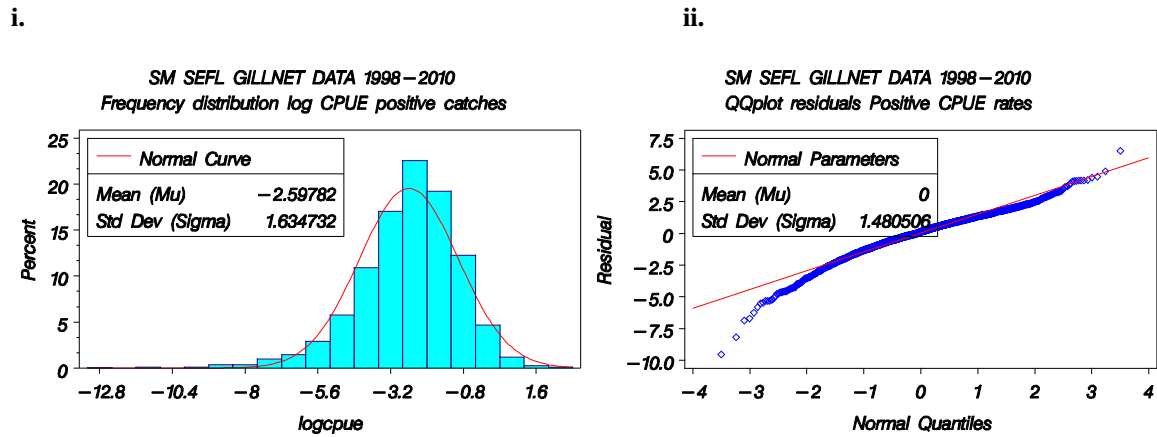 i.
SM SEFL GILLNET DATA 1998−2010
Frequency distribution log CPUE positive catches
Normal Curve
Mean (Mu) −2.59782
Std Dev (Sigma) 1.634732
Percent
25
20
15
10
5
0
−12.8 −10.4 −8 −5.6 −3.2 −0.8 1.6
logcpue
ii.
SM SEFL GILLNET DATA 1998−2010
QQplot residuals Positive CPUE rates
Normal Parameters
Mean (Mu) 0
Std Dev (Sigma) 1.480506
Residual
7.5
5.0
2.5
0
−2.5
−5.0
−7.5
−10.0
−4 −3 −2 −1 0 1 2 3 4
Normal Quantiles